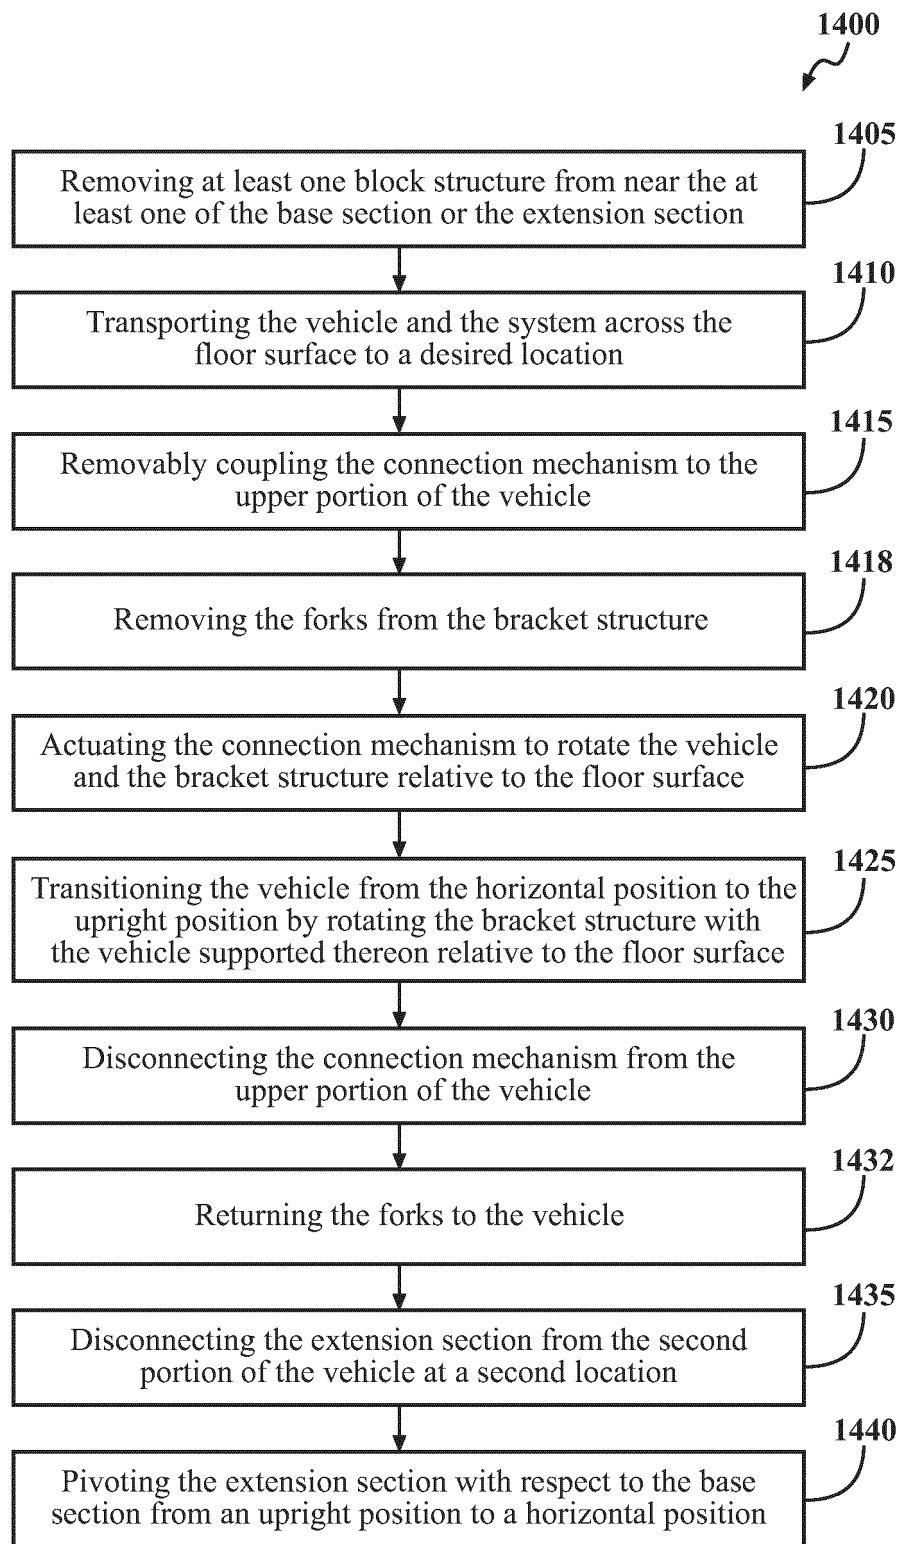 1400
1405
Removing at least one block structure from near the at
least one of the base section or the extension section
1410
Transporting the vehicle and the system across the
floor surface to a desired location
1415
Removably coupling the connection mechanism to the
upper portion of the vehicle
1418
Removing the forks from the bracket structure
1420
Actuating the connection mechanism to rotate the vehicle
and the bracket structure relative to the floor surface
1425
Transitioning the vehicle from the horizontal position to the
upright position by rotating the bracket structure with
the vehicle supported thereon relative to the floor surface
1430
Disconnecting the connection mechanism from the
upper portion of the vehicle
1432
Returning the forks to the vehicle
1435
Disconnecting the extension section from the second
portion of the vehicle at a second location
1440
Pivoting the extension section with respect to the base
section from an upright position to a horizontal position